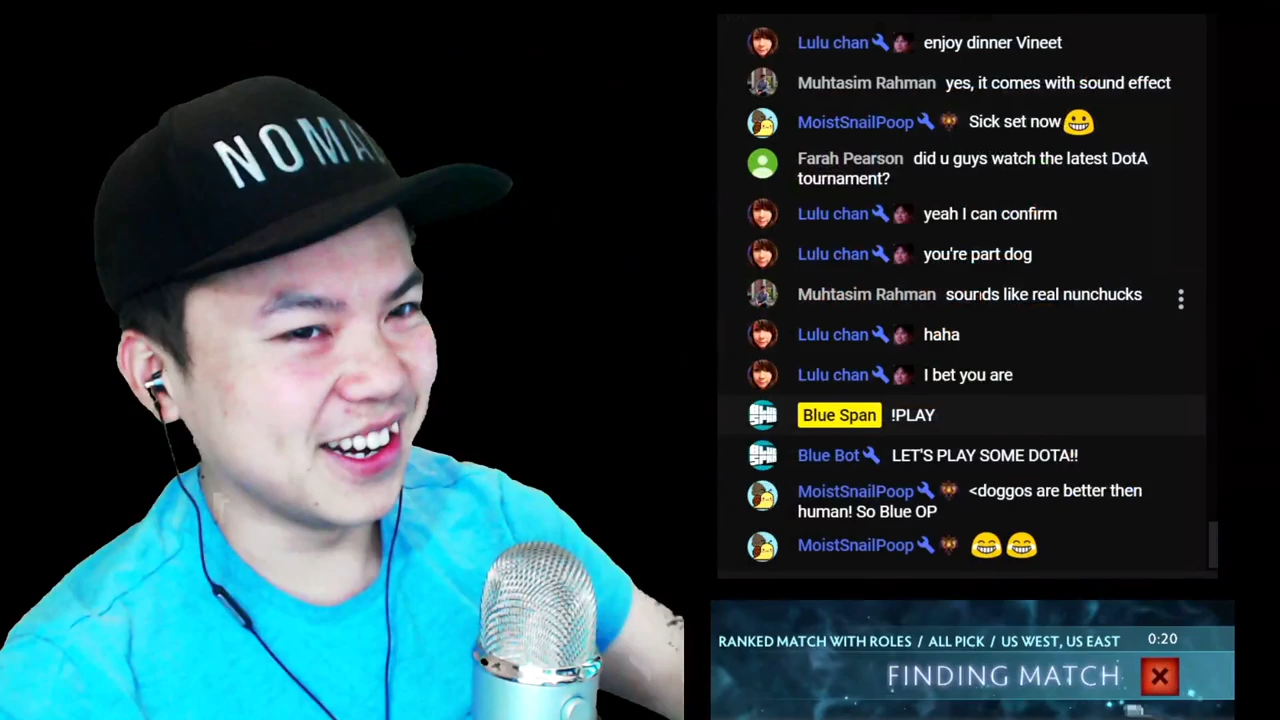 NOMA
Lulu chan enjoy dinner Vineet
Muhtasim Rahman yes, it comes with sound effect
MoistSnailPoop Sick set now😀
Farah Pearson did u guys watch the latest DotA
tournament?
Lulu chan yeah I can confirm
Lulu chan you're part dog
Muhtasim Rahman sounds like real nunchucks
Lulu chan haha
Lulu chan I bet you are
Blue Span !PLAY
Blue Bot LET'S PLAY SOME DOTA!!
MoistSnailPoop <doggos are better then
human! So Blue OP
MoistSnailPoop 😂😂
RANKED MATCH WITH ROLES / ALL PICK / US WEST, US EAST 0:20
FINDING MATCH